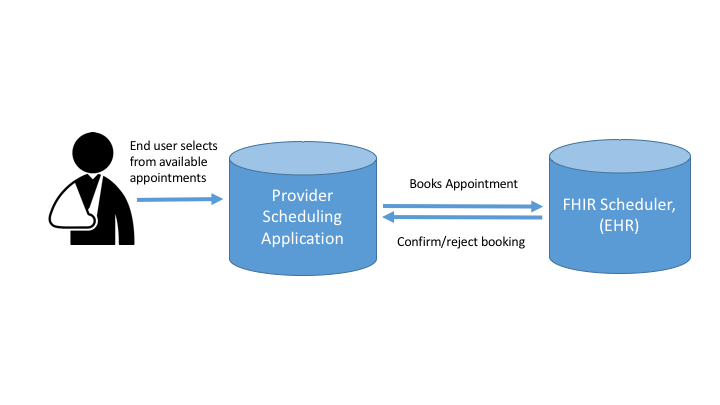 End user selects
from available
appointments
Provider
Scheduling
Application
Books Appointment
Confirm/reject booking
FHIR Scheduler,
(EHR)